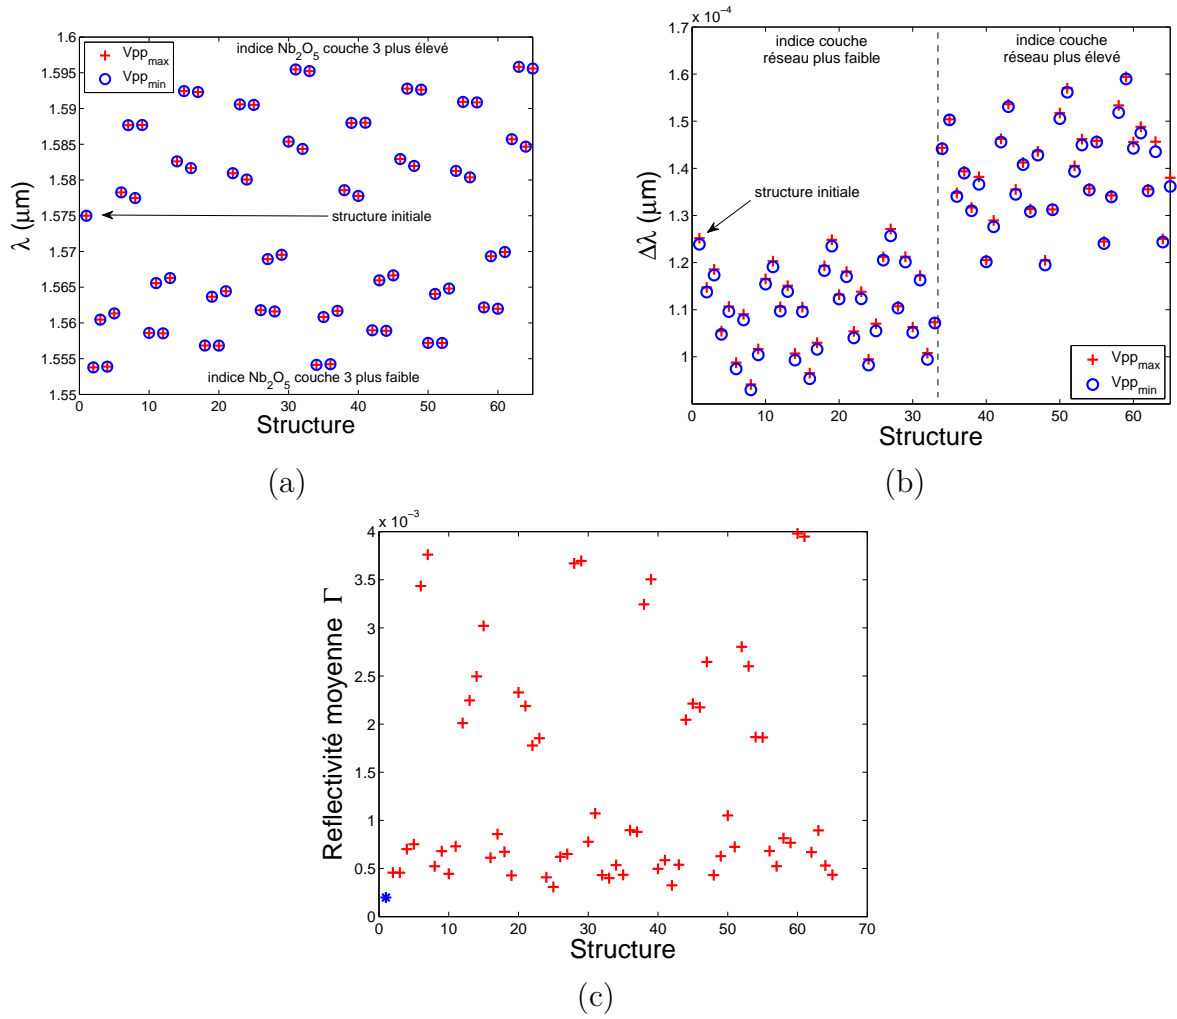 1.6
1.595
1.59
1.585
1.58
1.575
1.57
1.565
1.56
1.555
1.55
λ (μm)
Vpp_max
Vpp_min
indice Nb₂O₅ couche 3 plus élevé
structure initiale
indice Nb₂O₅ couche 3 plus faible
0 10 20 30 40 50 60
Structure
(a)
x 10⁻⁴
1.7
1.6
1.5
1.4
1.3
1.2
1.1
1
Δλ (μm)
indice couche
réseau plus faible
indice couche
réseau plus élevé
structure initiale
Vpp_max
Vpp_min
0 10 20 30 40 50 60
Structure
(b)
x 10⁻³
4
3.5
3
2.5
2
1.5
1
0.5
0
Reflectivité moyenne Γ
0 10 20 30 40 50 60 70
Structure
(c)